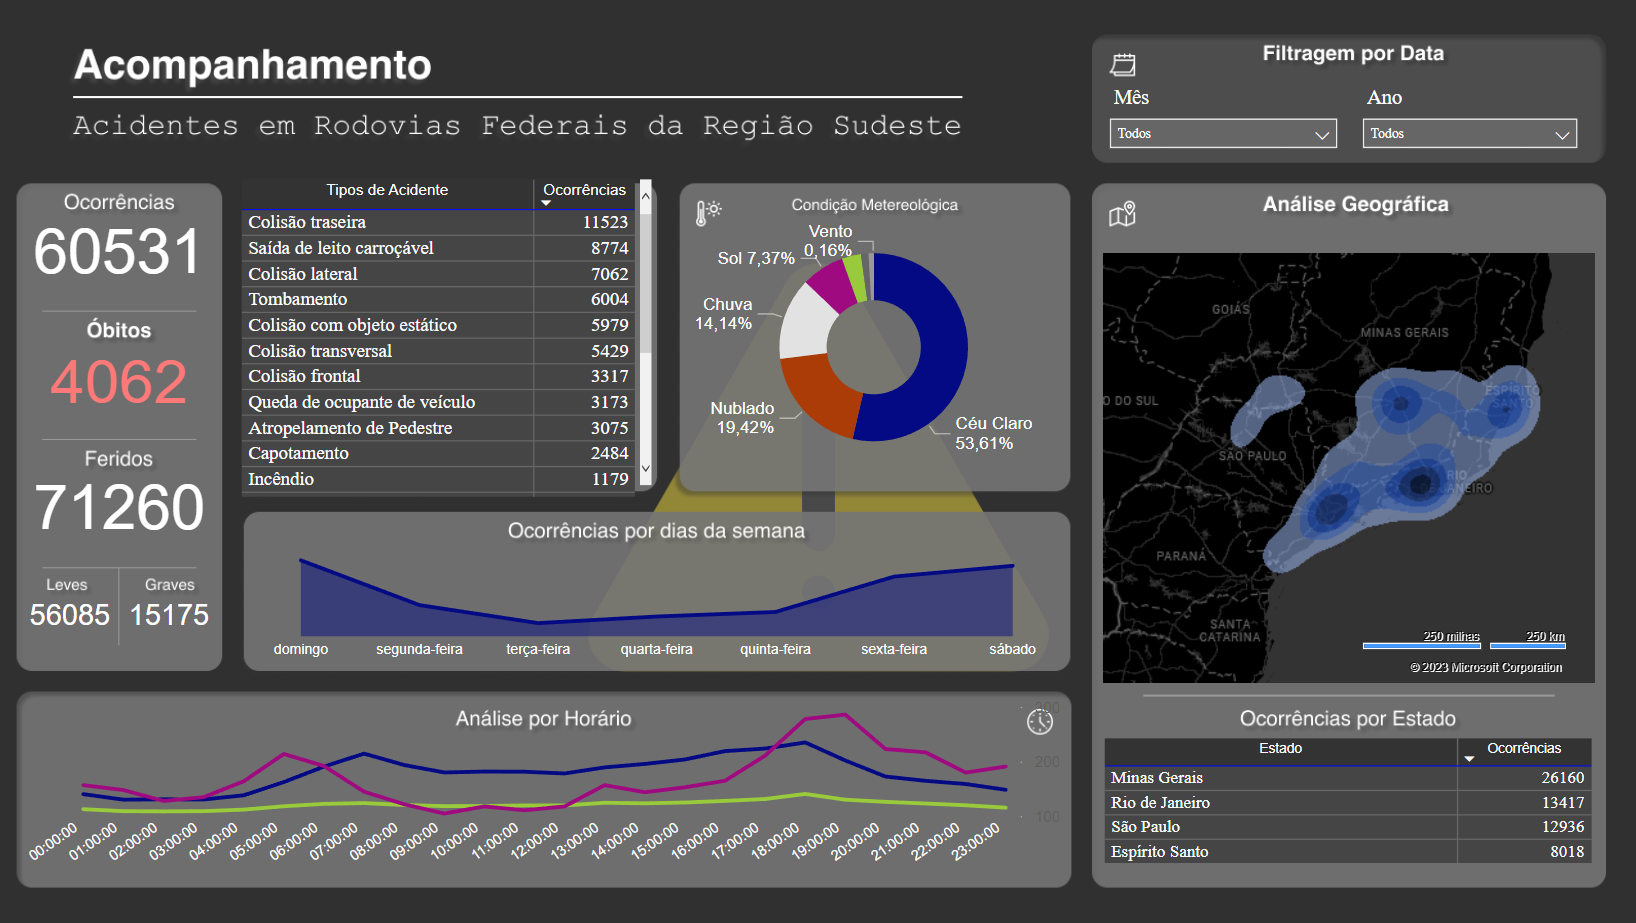 Acompanhamento
Acidentes em Rodovias Federais da Região Sudeste
Filtragem por Data
Mês
Ano
Todos
Todos
Ocorrências
60531
Óbitos
4062
Feridos
71260
Leves
Graves
56085
15175
Tipos de Acidente Ocorrências
Colisão traseira 11523
Saída de leito carroçável 8774
Colisão lateral 7062
Tombamento 6004
Colisão com objeto estático 5979
Colisão transversal 5429
Colisão frontal 3317
Queda de ocupante de veículo 3173
Atropelamento de Pedestre 3075
Capotamento 2484
Incêndio 1179
Condição Metereológica
Vento
0,16%
Sol 7,37%
Chuva
14,14%
Nublado
19,42%
Céu Claro
53,61%
Ocorrências por dias da semana
domingo segunda-feira terça-feira quarta-feira quinta-feira sexta-feira sábado
Análise por Horário
300
200
100
00:00:00 01:00:00 02:00:00 03:00:00 04:00:00 05:00:00 06:00:00 07:00:00 08:00:00 09:00:00 10:00:00 11:00:00 12:00:00 13:00:00 14:00:00 15:00:00 16:00:00 17:00:00 18:00:00 19:00:00 20:00:00 21:00:00 22:00:00 23:00:00
Análise Geográfica
GOIÁS
MINAS GERAIS
O DO SUL
ESPÍRITO
SANTO
SÃO PAULO
RIO
DE JANEIRO
PARANÁ
SANTA
CATARINA
250 milhas 250 km
© 2023 Microsoft Corporation
Ocorrências por Estado
Estado Ocorrências
Minas Gerais 26160
Rio de Janeiro 13417
São Paulo 12936
Espírito Santo 8018